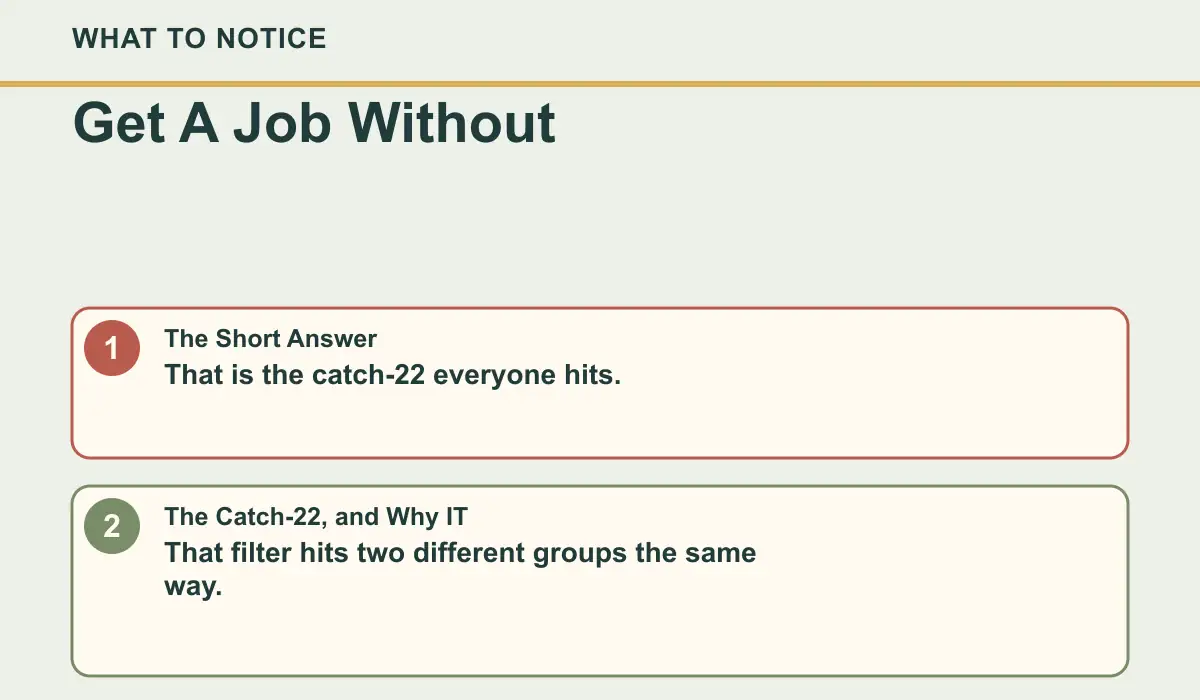 WHAT TO NOTICE
Get A Job Without
1
The Short Answer
That is the catch-22 everyone hits.
2
The Catch-22, and Why IT
That filter hits two different groups the same
way.